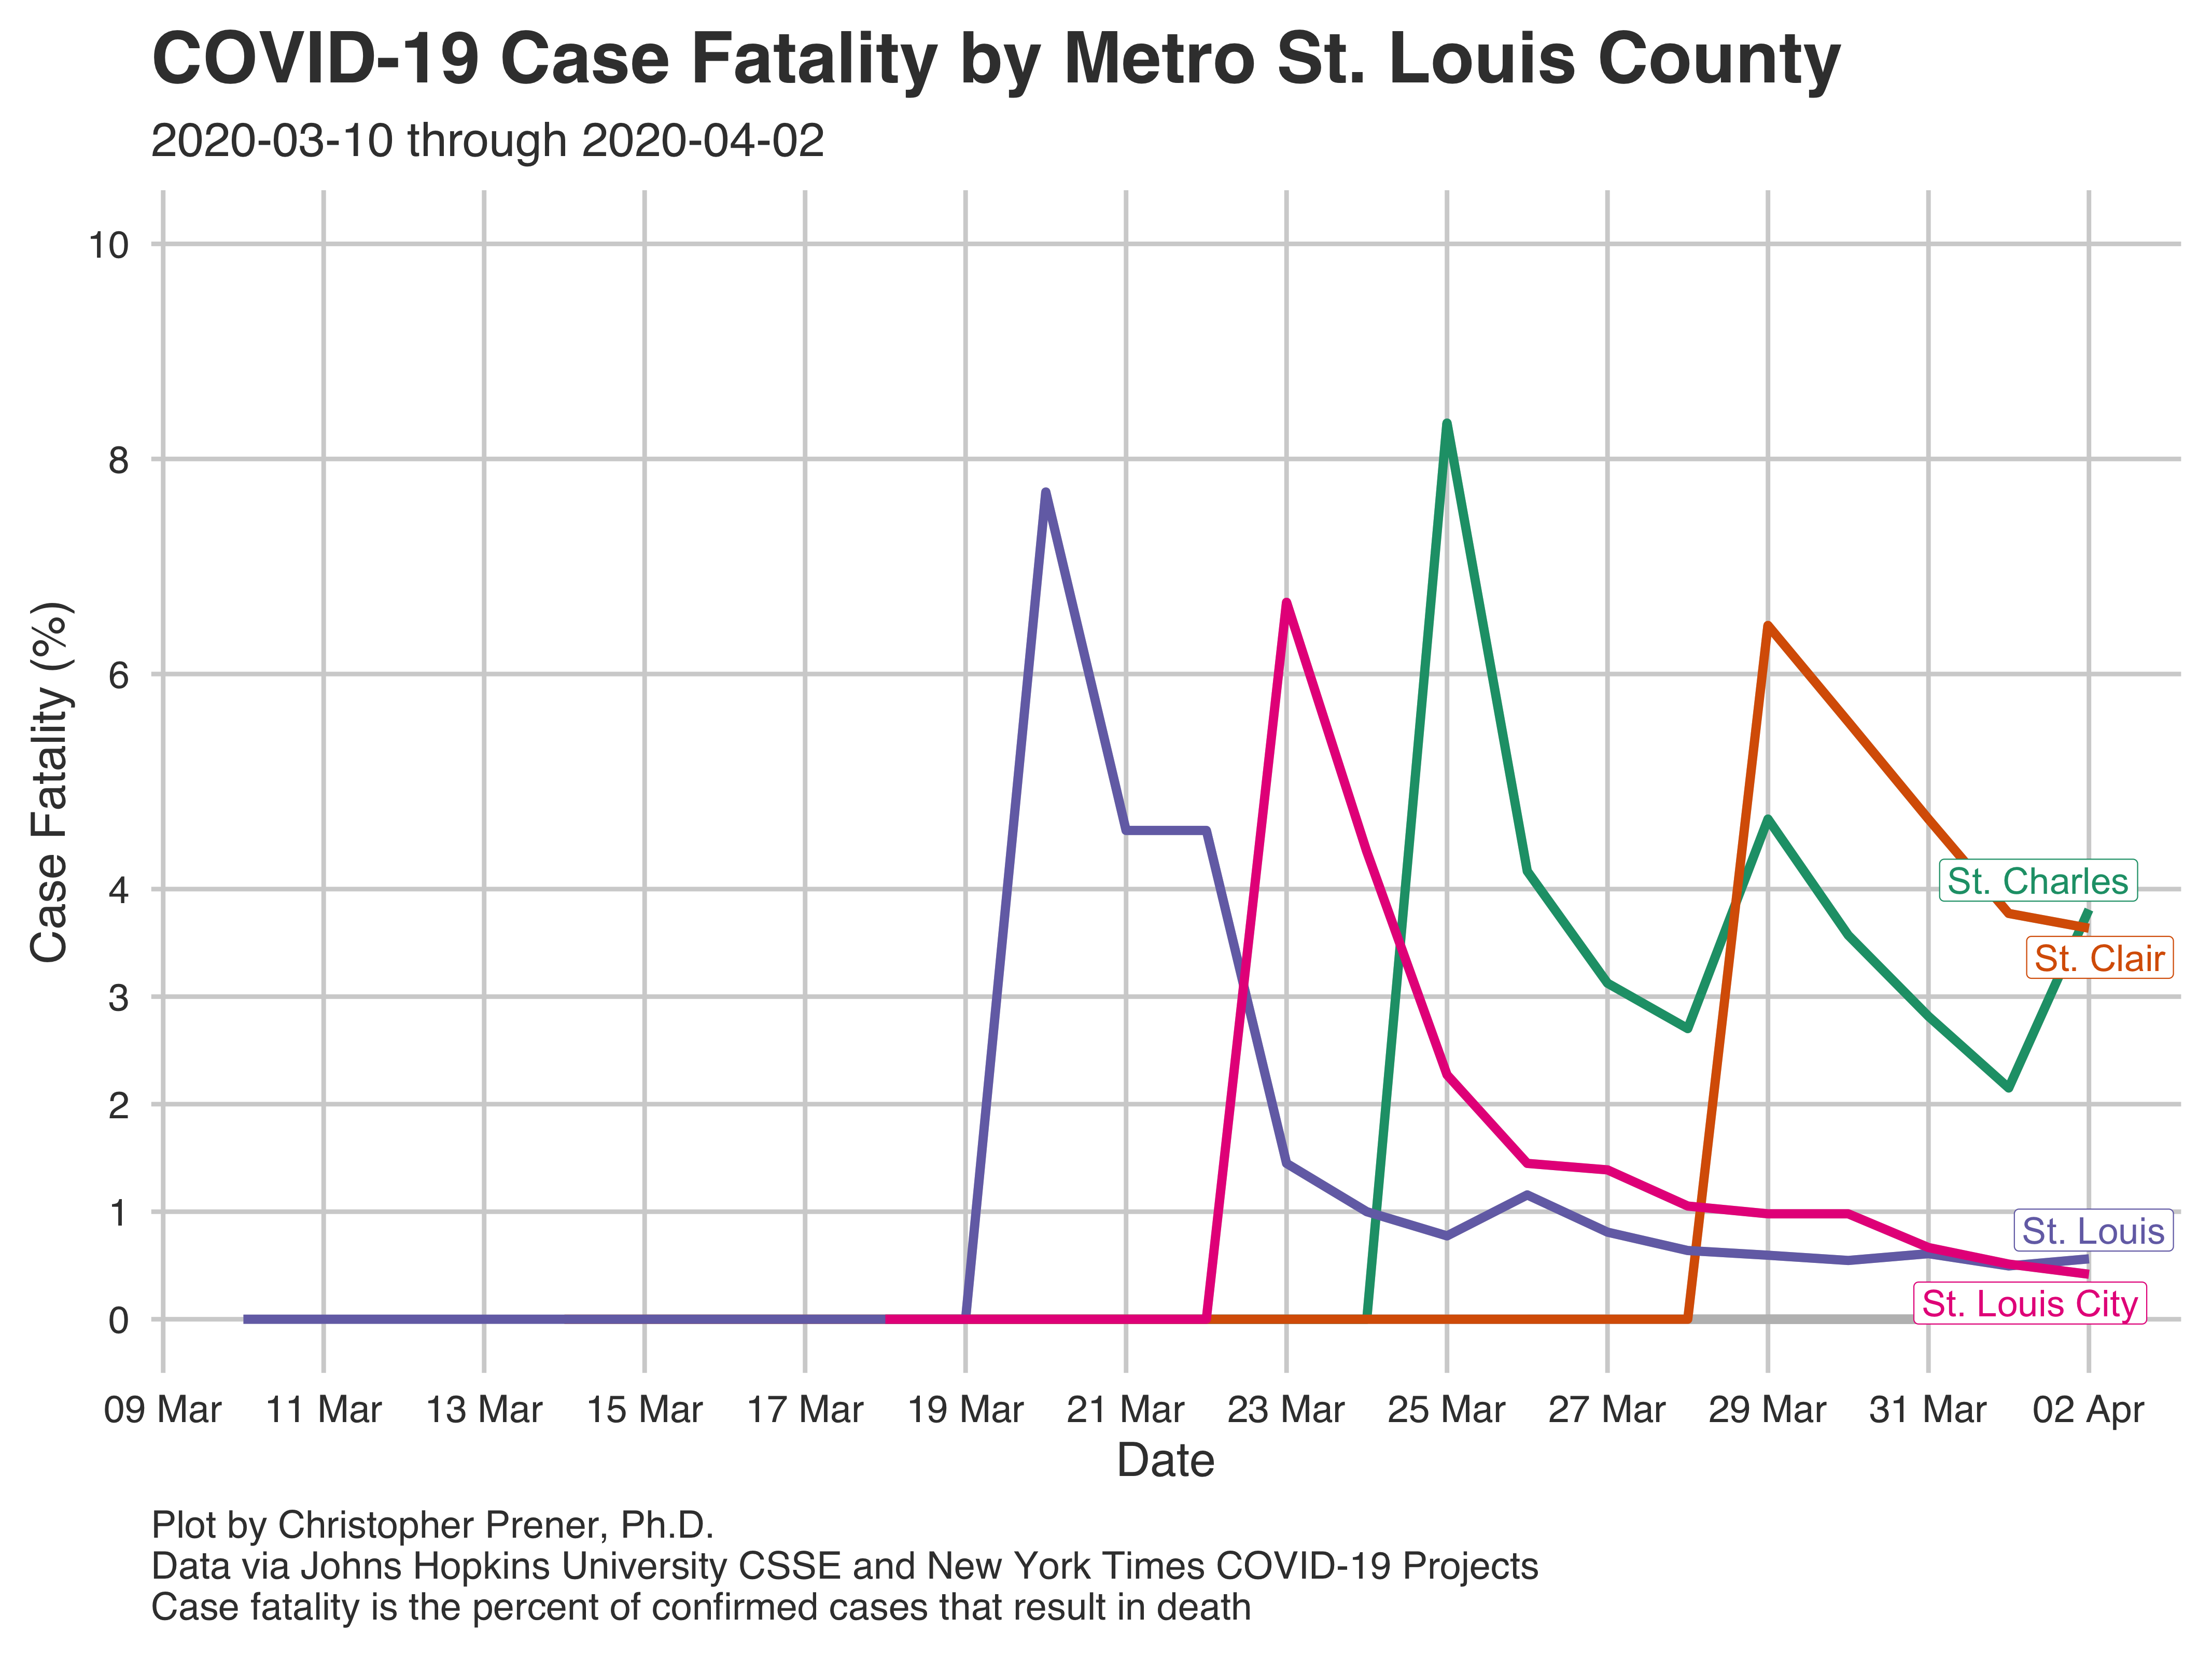 COVID-19 Case Fatality by Metro St. Louis County
2020-03-10 through 2020-04-02
Case Fatality (%)
10
8
6
4
3
2
1
0
St. Charles
St. Clair
St. Louis
St. Louis City
09 Mar 11 Mar 13 Mar 15 Mar 17 Mar 19 Mar 21 Mar 23 Mar 25 Mar 27 Mar 29 Mar 31 Mar 02 Apr
Date
Plot by Christopher Prener, Ph.D.
Data via Johns Hopkins University CSSE and New York Times COVID-19 Projects
Case fatality is the percent of confirmed cases that result in death